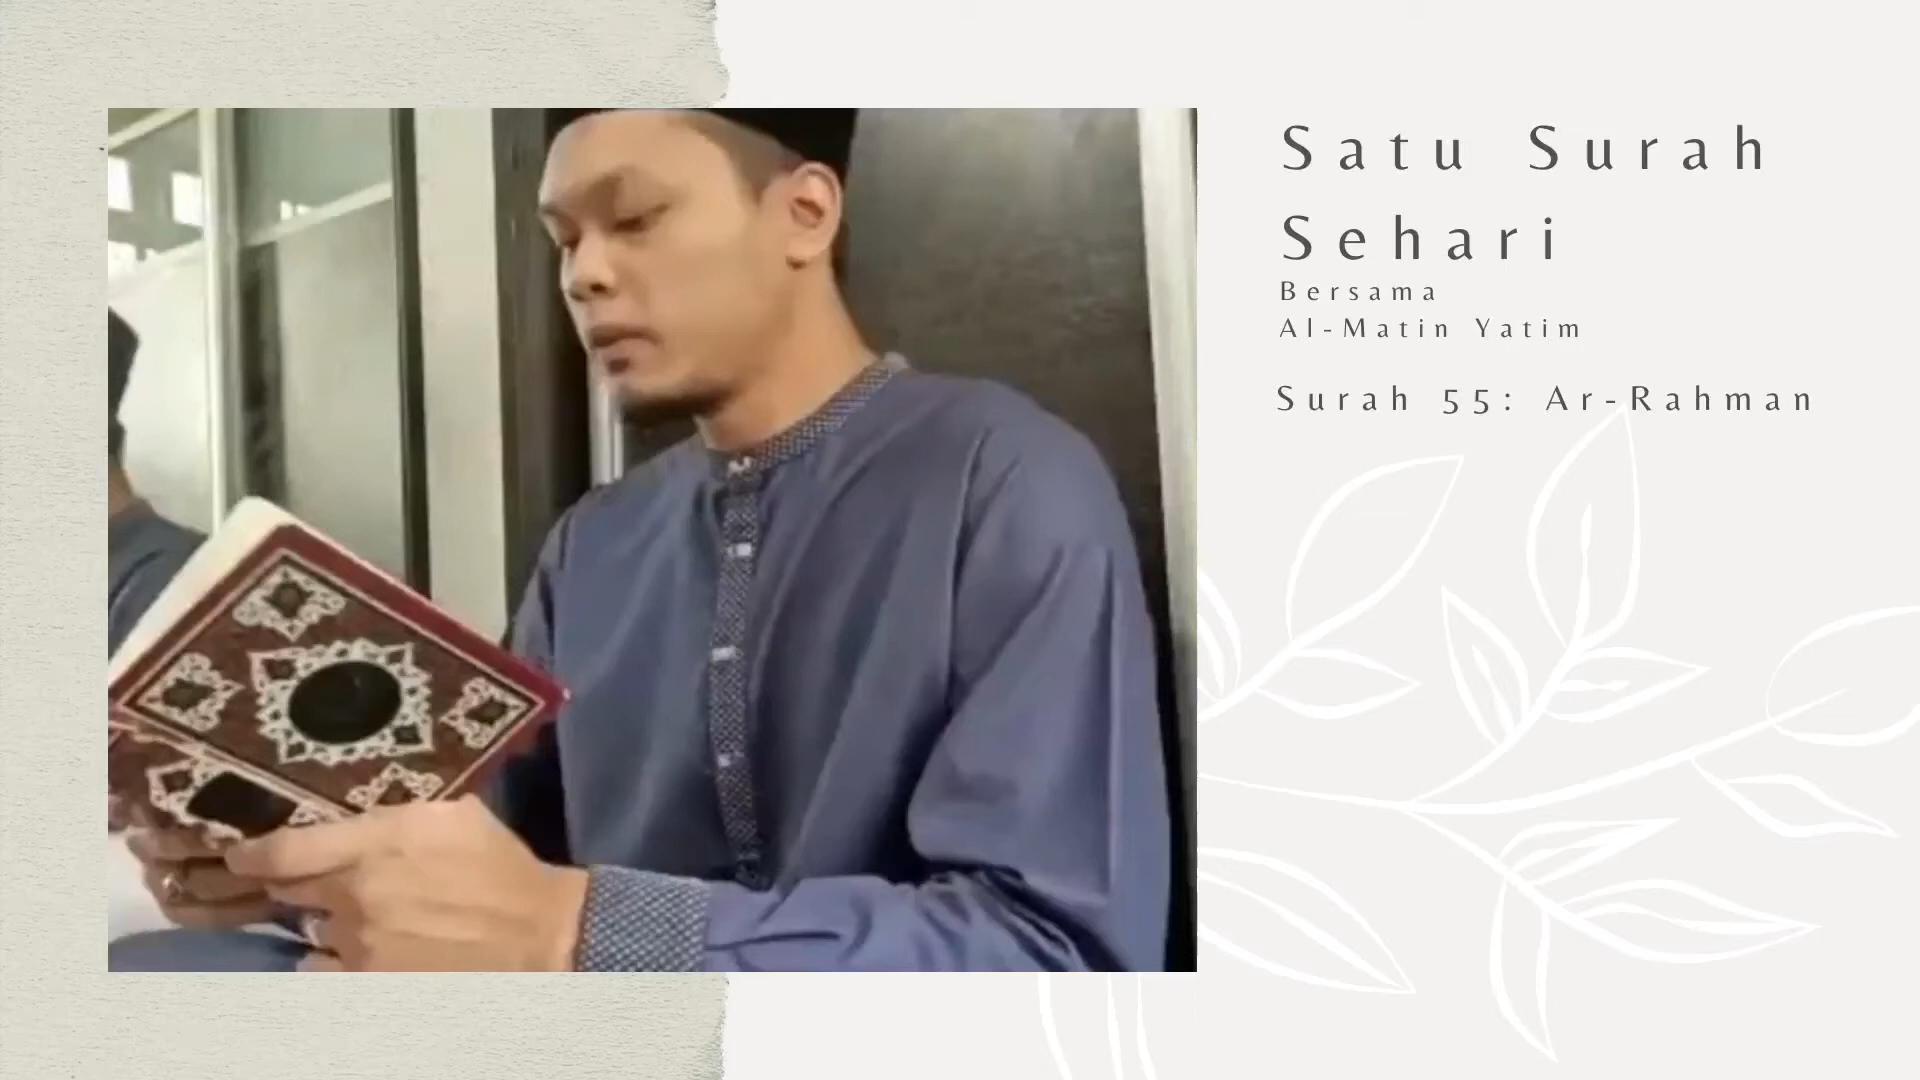 Satu Surah
Sehari
Bersama
Al-Matin Yatim
Surah 55: Ar-Rahman